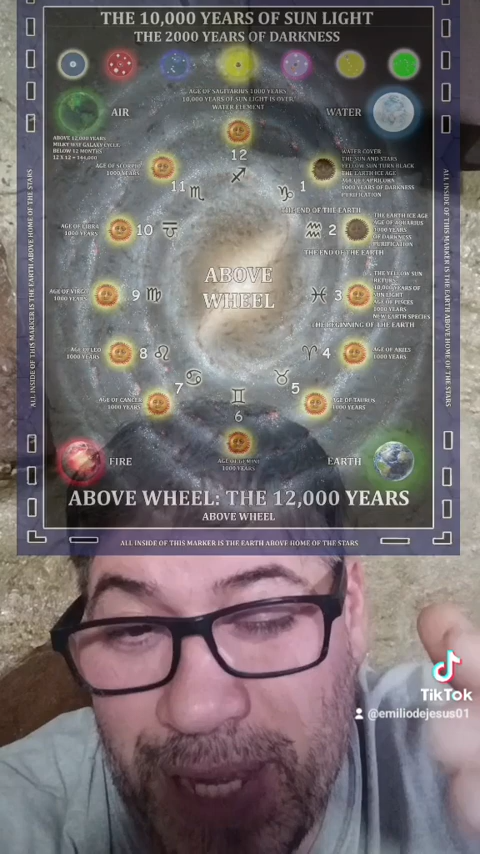 THE 10,000 YEARS OF SUN LIGHT
THE 2000 YEARS OF DARKNESS
AGE OF SAGITARIUS 1000 YEARS
10,000 YEARS OF SUN LIGHT IS OVER
WATER ELEMENT
AIR
WATER
ABOVE 12,000 YEARS
MILKY WAY GALAXY CYCLE
BELOW 12 MONTHS
12 X 12 = 144,000
12
AGE OF SCORPIO
1000 YEARS
11
1
WATER COVER
THE SUN AND STARS
YELLOW SUN TURN BLACK
THE EARTH ICE AGE
AGE OF CAPRICORN
1000 YEARS OF DARKNESS
PURIFICATION
THE END OF THE EARTH
AGE OF LIBRA
1000 YEARS
10
2
THE EARTH ICE AGE
AGE OF AQUARIUS
1000 YEARS
OF DARKNESS
PURIFICATION
THE END OF THE EARTH
ABOVE
WHEEL
AGE OF VIRGO
1000 YEARS
9
3
THE YELLOW SUN
RETURN
10,000 YEARS OF
SUN LIGHT
AGE OF PISCES
1000 YEARS
NEW EARTH SPECIES
THE BEGINNING OF THE EARTH
AGE OF LEO
1000 YEARS
8
4
AGE OF ARIES
1000 YEARS
7
5
AGE OF CANCER
1000 YEARS
AGE OF TAURUS
1000 YEARS
6
AGE OF GEMINI
1000 YEARS
FIRE
EARTH
ABOVE WHEEL: THE 12,000 YEARS
ABOVE WHEEL
ALL INSIDE OF THIS MARKER IS THE EARTH ABOVE HOME OF THE STARS
ALL INSIDE OF THIS MARKER IS THE EARTH ABOVE HOME OF THE STARS
ALL INSIDE OF THIS MARKER IS THE EARTH ABOVE HOME OF THE STARS
TikTok
@emiliodejesus01